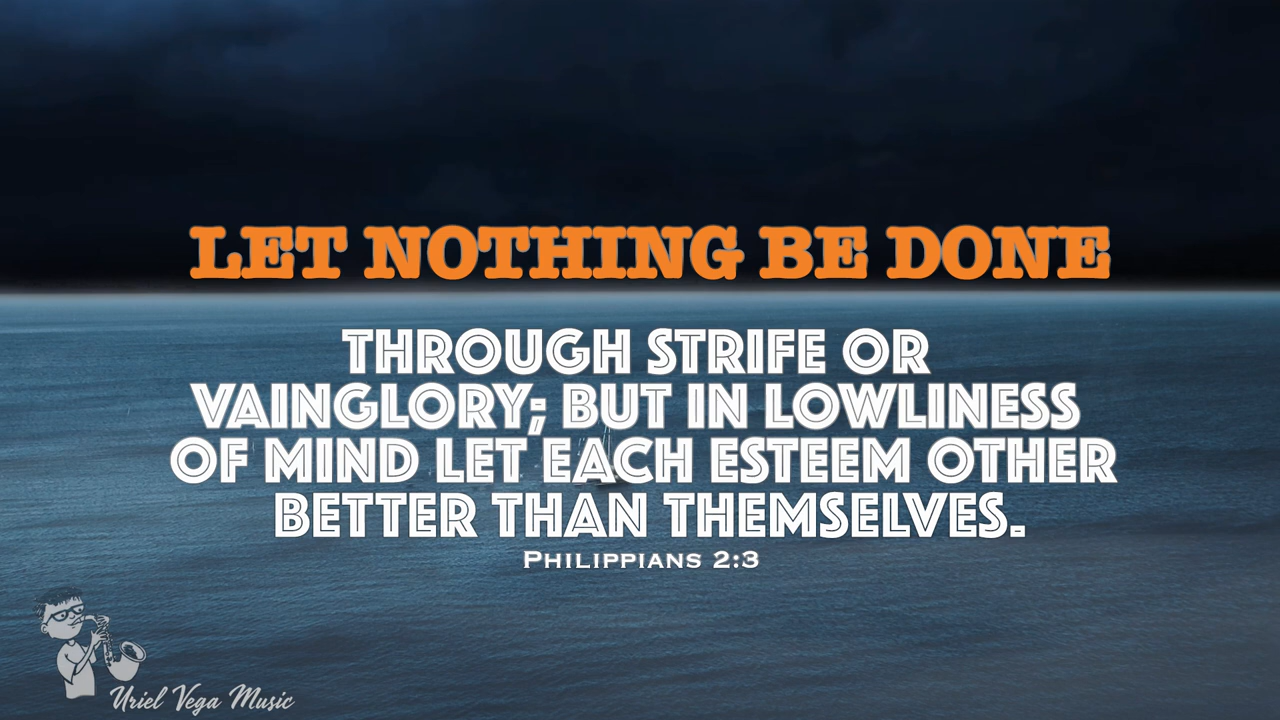 LET NOTHING BE DONE
THROUGH STRIFE OR
VAINGLORY; BUT IN LOWLINESS
OF MIND LET EACH ESTEEM OTHER
BETTER THAN THEMSELVES.
PHILIPPIANS 2:3
Uriel Vega Music